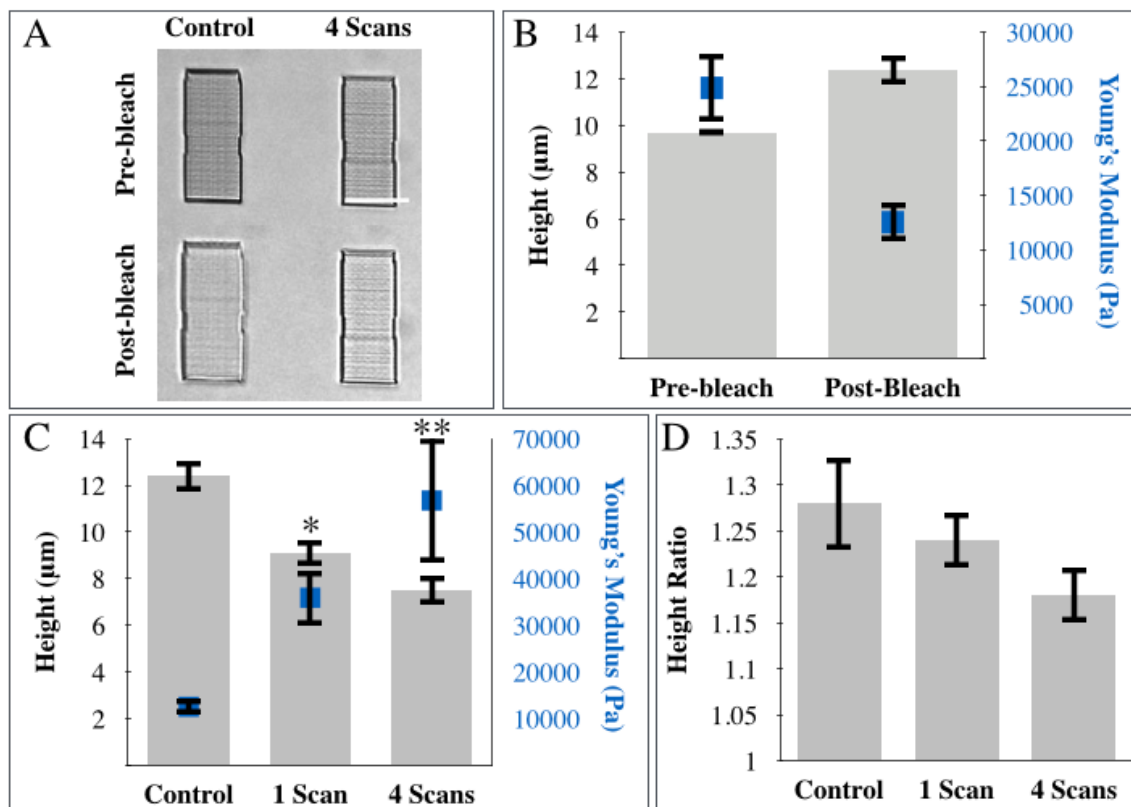 A
Control
4 Scans
Pre-bleach
Post-bleach
B
14
12
10
8
6
4
2
Height (μm)
30000
25000
20000
15000
10000
5000
Young's Modulus (Pa)
Pre-bleach
Post-Bleach
C
14
12
10
8
6
4
2
Height (μm)
*
**
70000
60000
50000
40000
30000
20000
10000
Young's Modulus (Pa)
Control
1 Scan
4 Scans
D
1.35
1.3
1.25
1.2
1.15
1.1
1.05
1
Height Ratio
Control
1 Scan
4 Scans